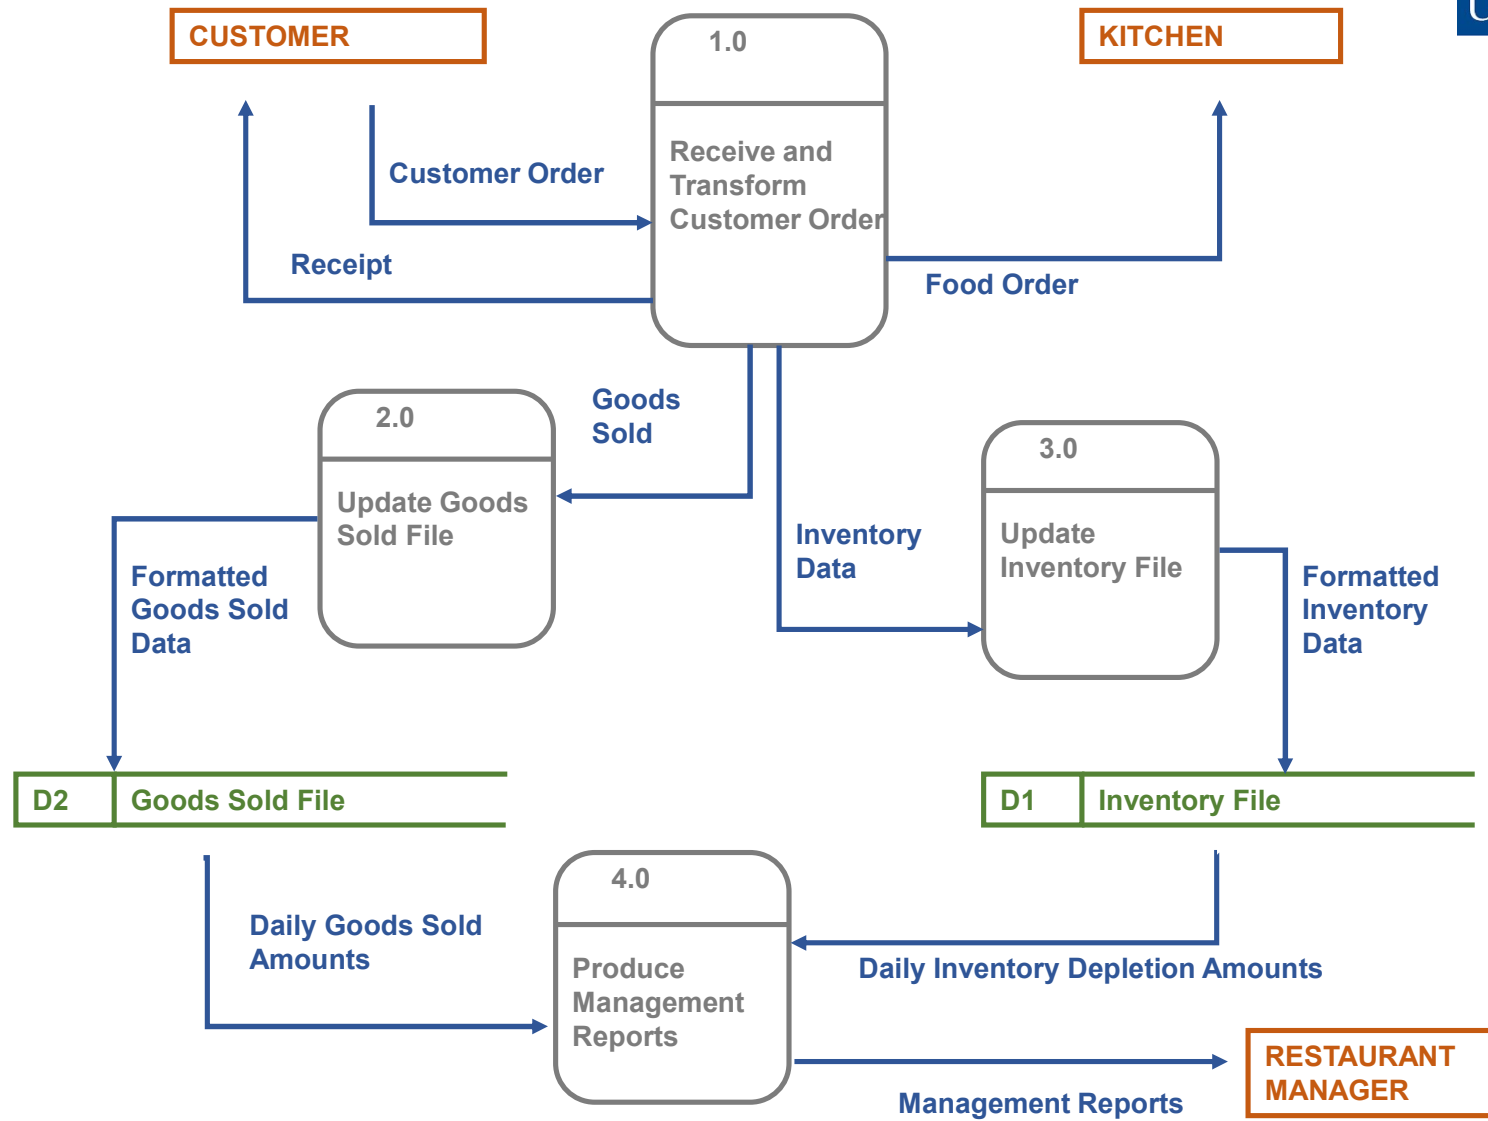 CUSTOMER
1.0
KITCHEN
U
Receive and
Transform
Customer Order
Customer Order
Receipt
Food Order
Goods
Sold
2.0
Update Goods
Sold File
3.0
Update
Inventory File
Inventory
Data
Formatted
Goods Sold
Data
Formatted
Inventory
Data
D2
Goods Sold File
D1
Inventory File
4.0
Produce
Management
Reports
Daily Goods Sold
Amounts
Daily Inventory Depletion Amounts
RESTAURANT
MANAGER
Management Reports